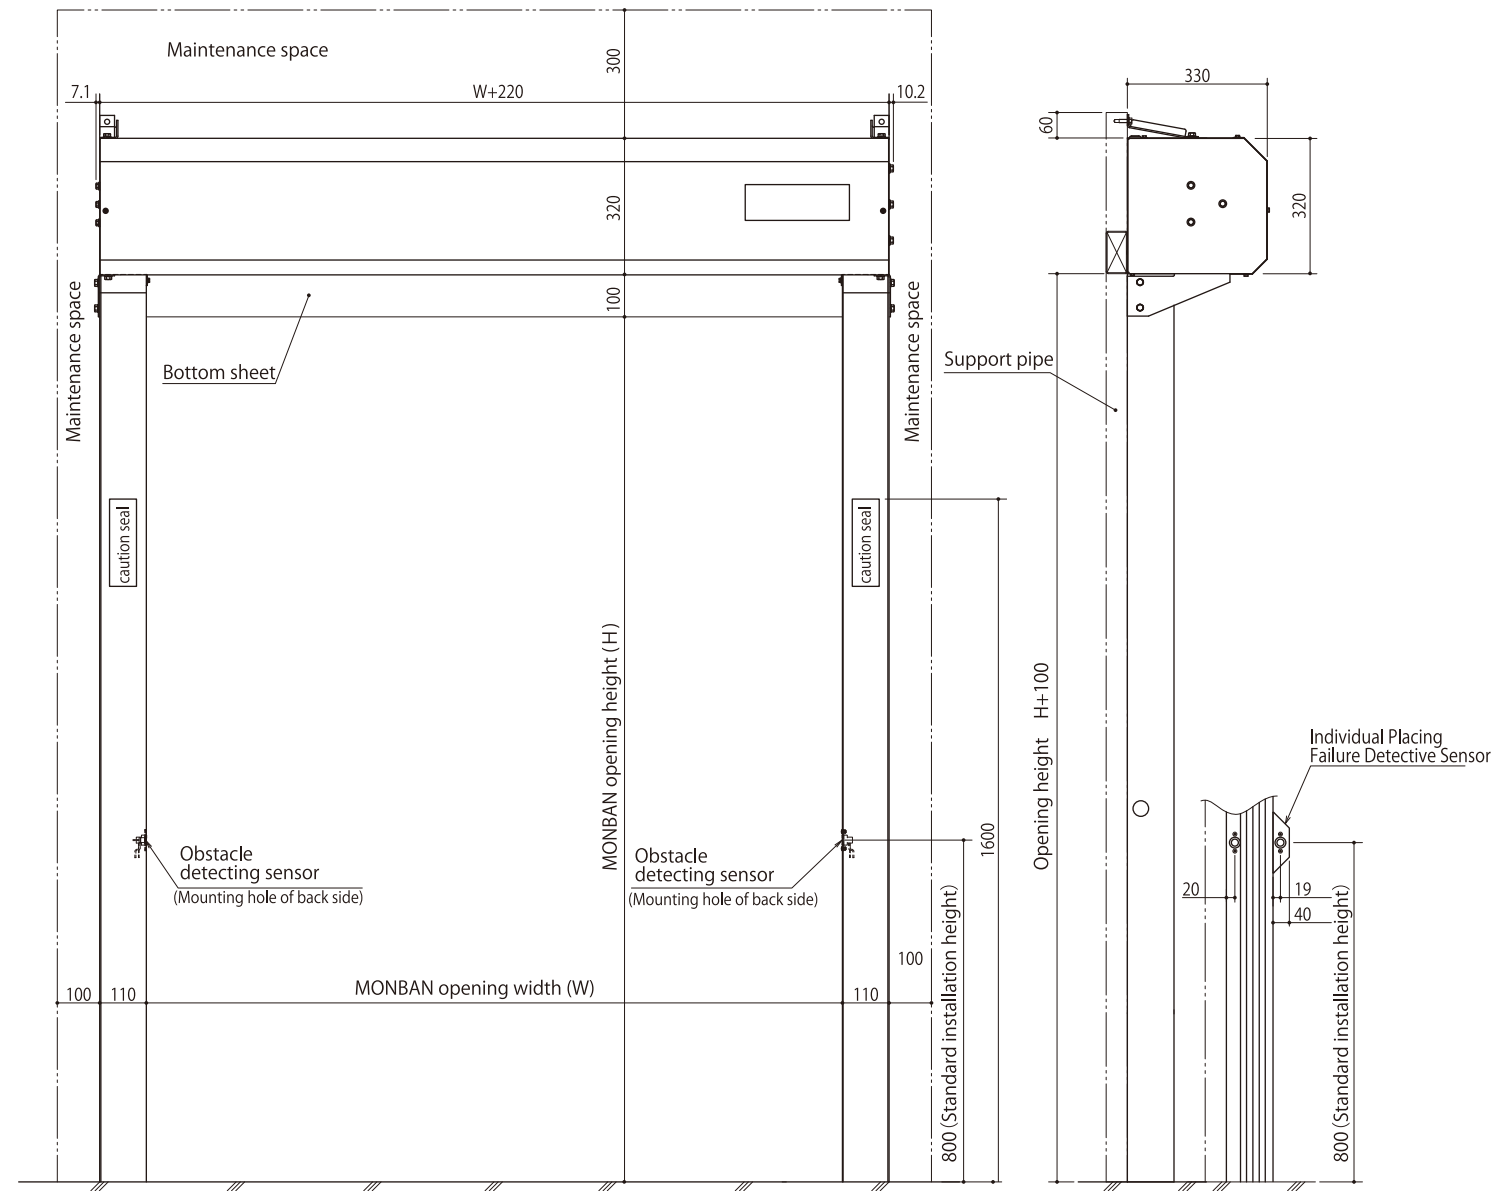 Maintenance space
300
330
7.1
W+220
10.2
60
320
320
Maintenance space
100
Maintenance space
Bottom sheet
Support pipe
caution seal
caution seal
MONBAN opening height (H)
Opening height H+100
Individual Placing
Failure Detective Sensor
1600
Obstacle
detecting sensor
(Mounting hole of back side)
Obstacle
detecting sensor
(Mounting hole of back side)
20
19
40
800 (Standard installation height)
800 (Standard installation height)
100
100
110
MONBAN opening width (W)
110